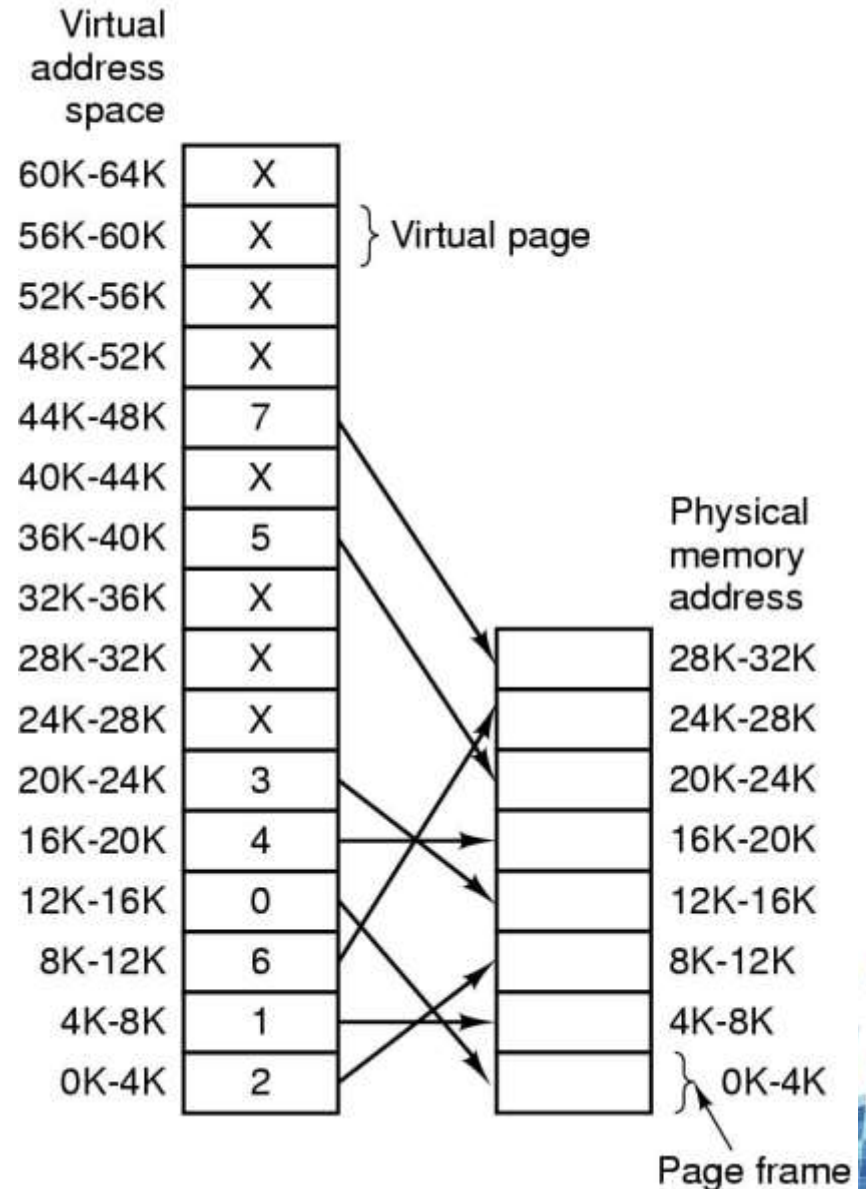 Virtual
address
space
60K-64K X
56K-60K X } Virtual page
52K-56K X
48K-52K X
44K-48K 7
40K-44K X
36K-40K 5
32K-36K X
28K-32K X
24K-28K X
20K-24K 3
16K-20K 4
12K-16K 0
8K-12K 6
4K-8K 1
0K-4K 2
Physical
memory
address
28K-32K
24K-28K
20K-24K
16K-20K
12K-16K
8K-12K
4K-8K
} 0K-4K
Page frame